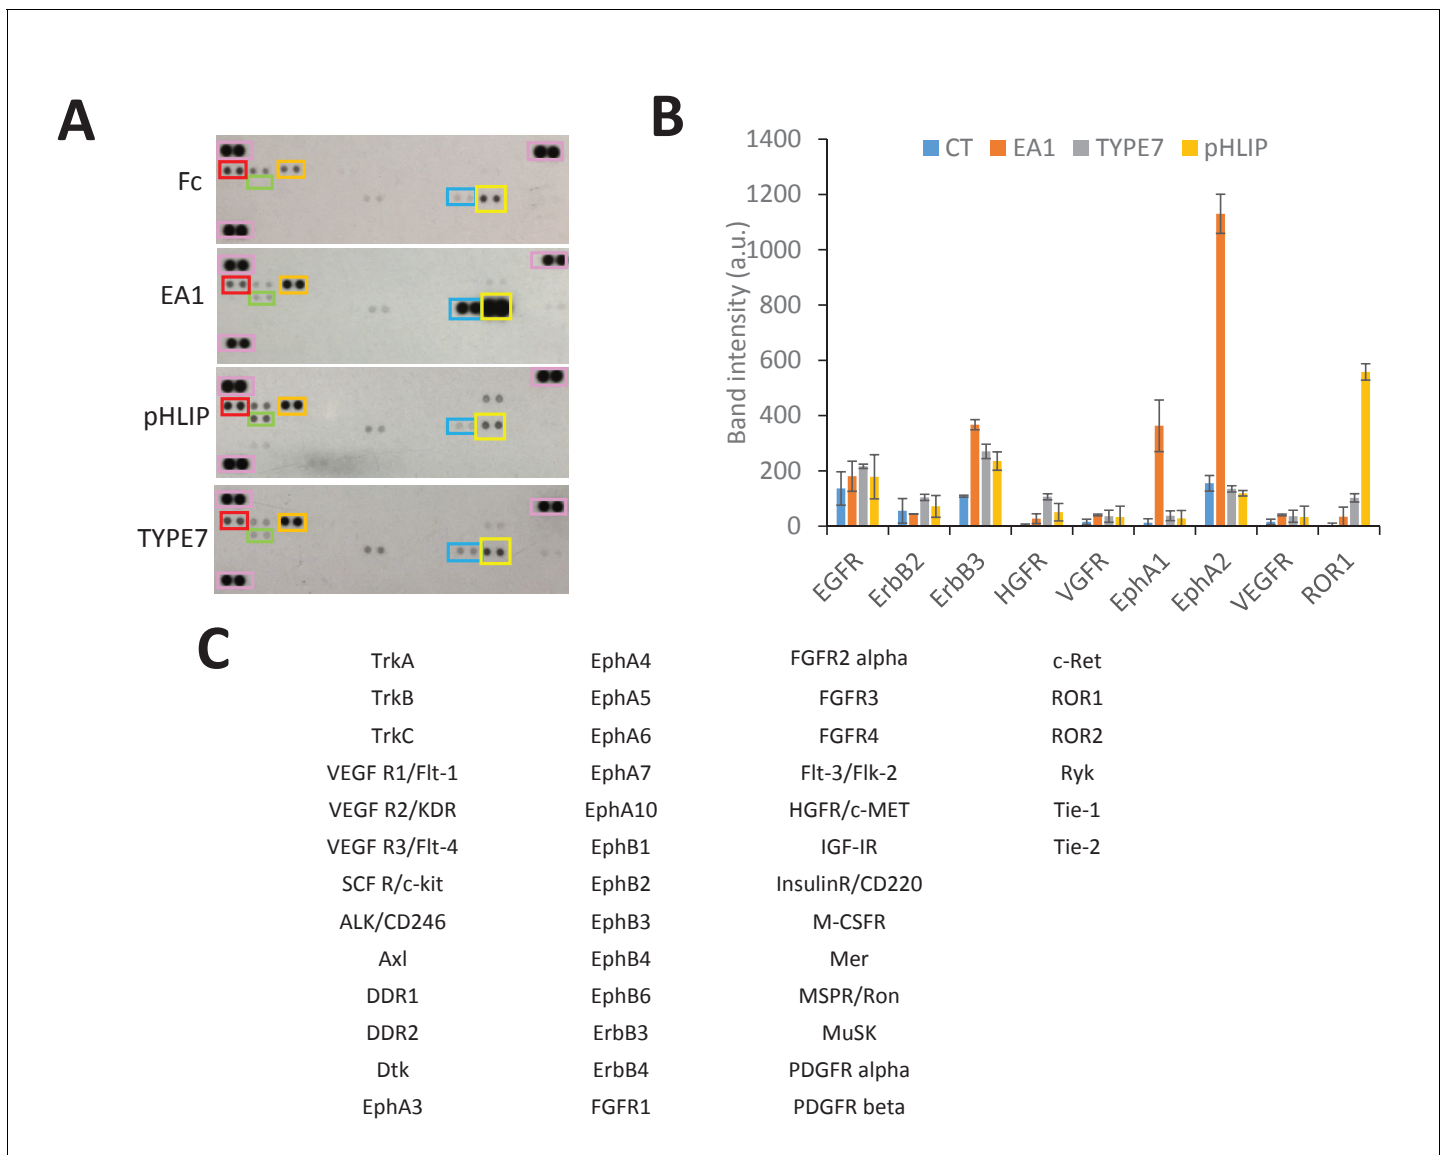 A
Fc
EA1
pHLIP
TYPE7
B
1400
1200
1000
800
600
400
200
0
Band intensity (a.u.)
CT EA1 TYPE7 pHLIP
EGFR ErbB2 ErbB3 HGFR VGFR EphA1 EphA2 VEGFR ROR1
C
TrkA EphA4 FGFR2 alpha c-Ret
TrkB EphA5 FGFR3 ROR1
TrkC EphA6 FGFR4 ROR2
VEGF R1/Flt-1 EphA7 Flt-3/Flk-2 Ryk
VEGF R2/KDR EphA10 HGFR/c-MET Tie-1
VEGF R3/Flt-4 EphB1 IGF-IR Tie-2
SCF R/c-kit EphB2 InsulinR/CD220
ALK/CD246 EphB3 M-CSFR
Axl EphB4 Mer
DDR1 EphB6 MSPR/Ron
DDR2 ErbB3 MuSK
Dtk ErbB4 PDGFR alpha
EphA3 FGFR1 PDGFR beta